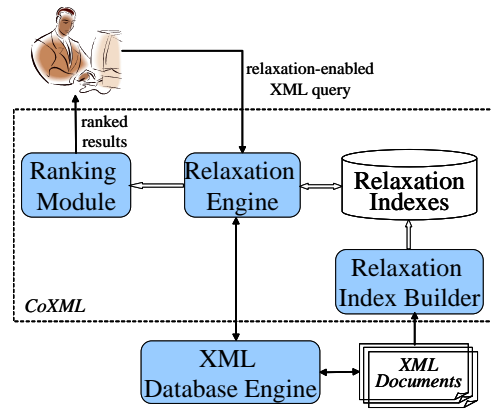 relaxation-enabled
XML query
ranked
results
Ranking
Module
Relaxation
Engine
Relaxation
Indexes
Relaxation
Index Builder
CoXML
XML
Database Engine
XML
Documents